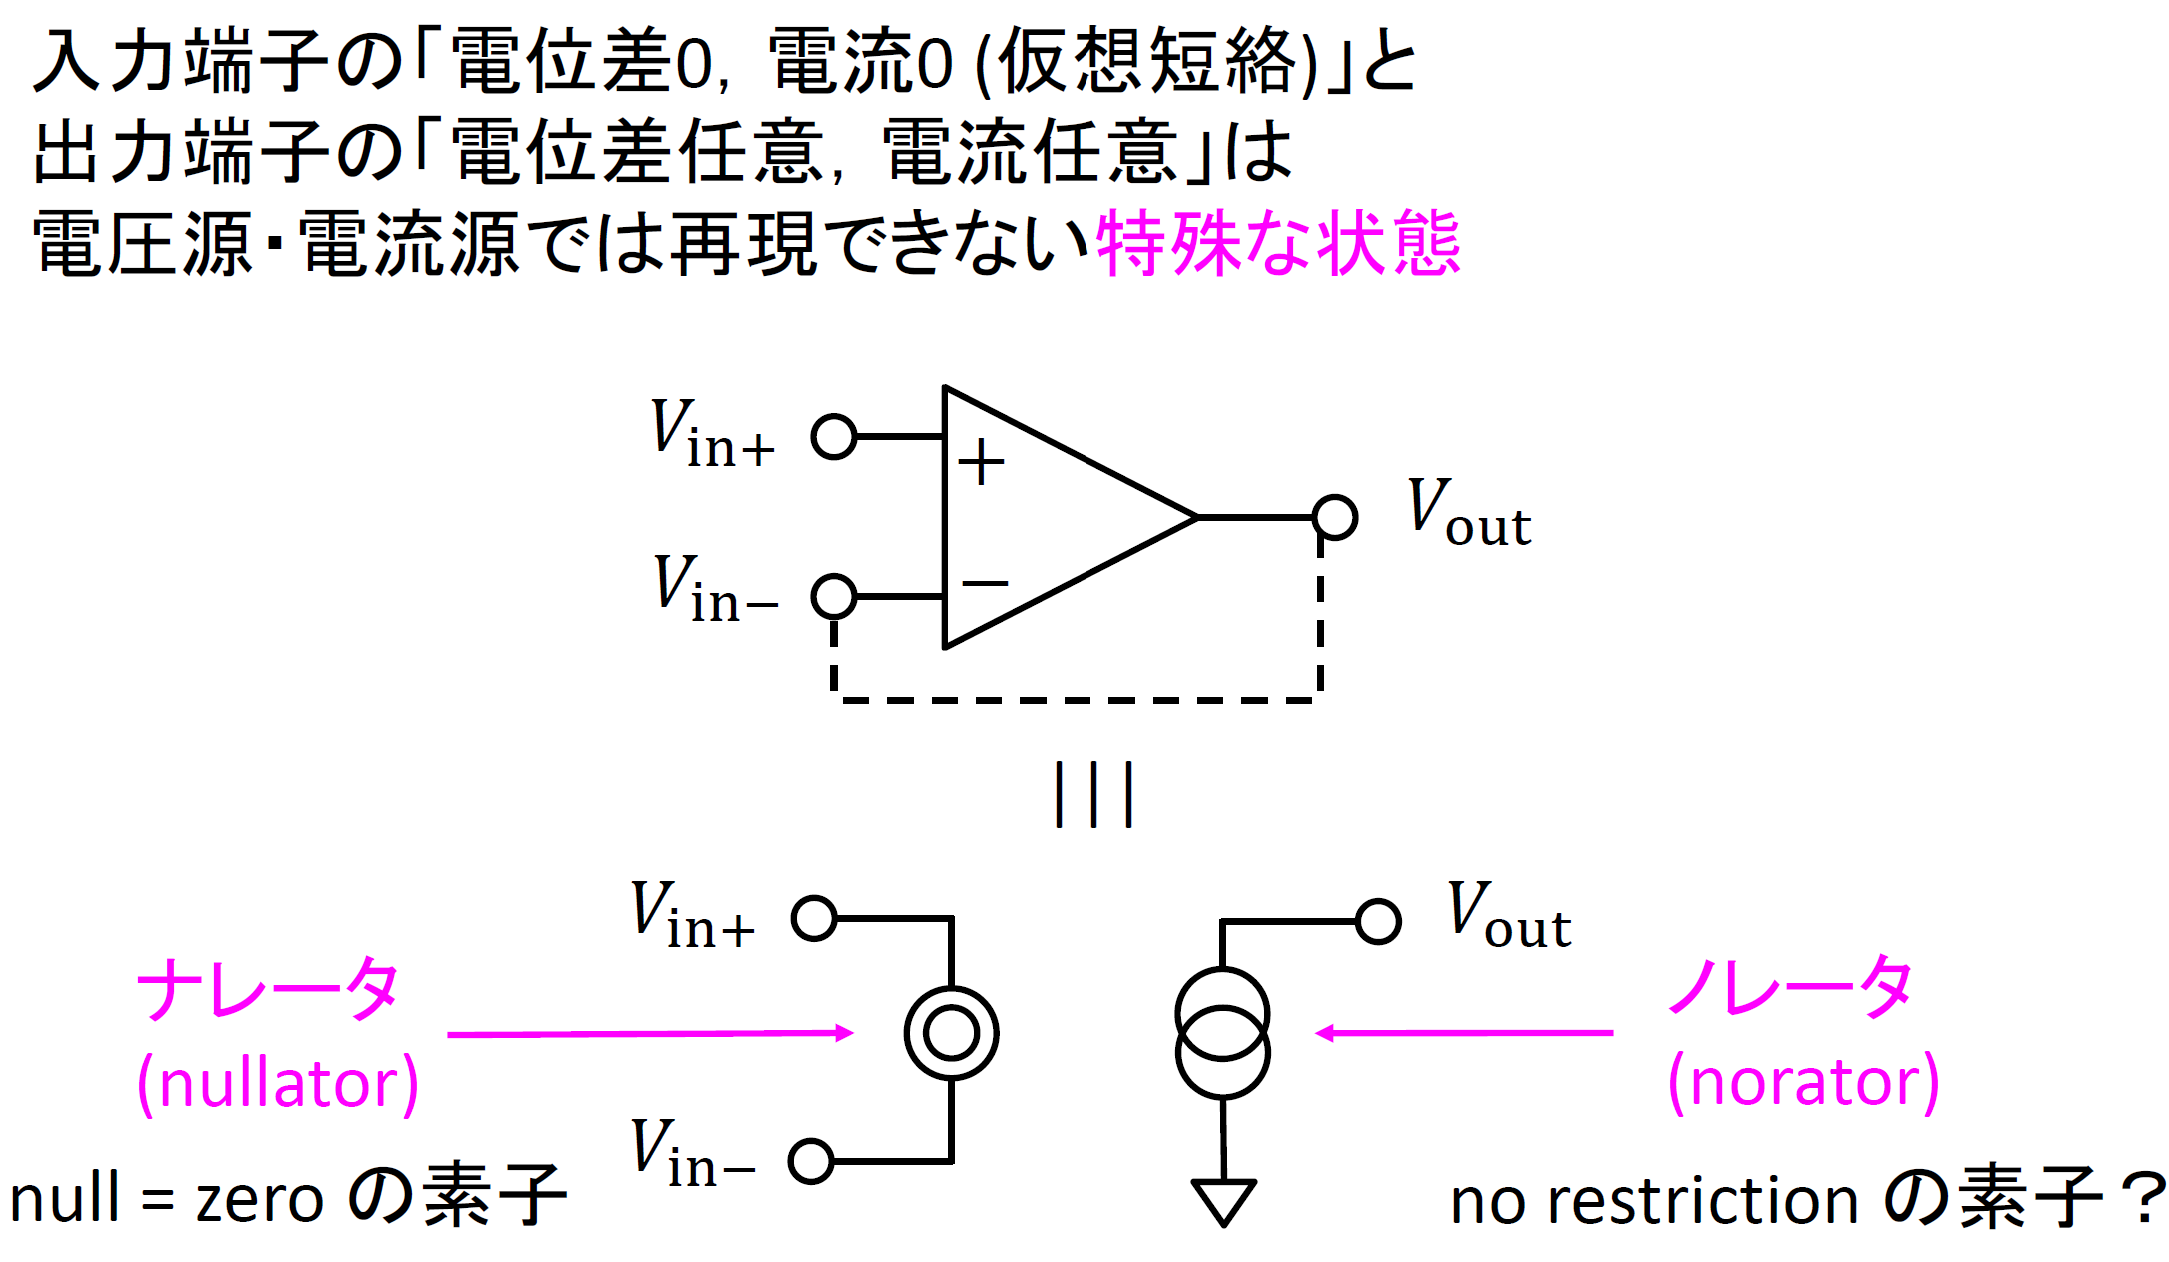 入力端子の「電位差0, 電流0 (仮想短絡)」と
出力端子の「電位差任意, 電流任意」は
電圧源・電流源では再現できない特殊な状態
Vin+
+
Vout
Vin−
−
|||
Vin+
Vout
ナレータ
(nullator)
ノレータ
(norator)
Vin−
null = zero の素子
no restriction の素子？